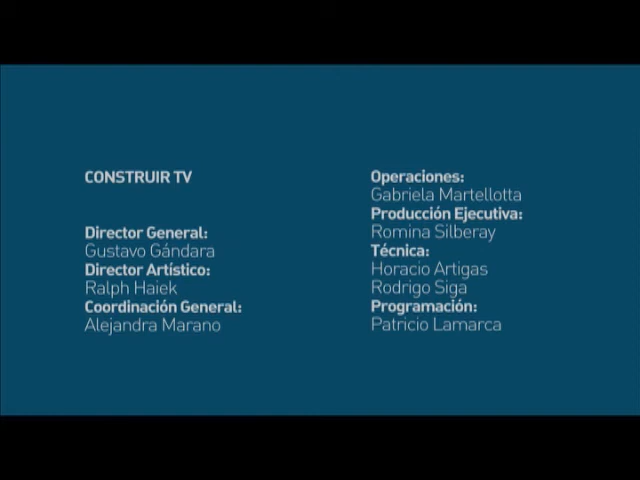 CONSTRUIR TV
Director General:
Gustavo Gándara
Director Artístico:
Ralph Haiek
Coordinación General:
Alejandra Marano
Operaciones:
Gabriela Martellotta
Producción Ejecutiva:
Romina Silberay
Técnica:
Horacio Artigas
Rodrigo Siga
Programación:
Patricio Lamarca